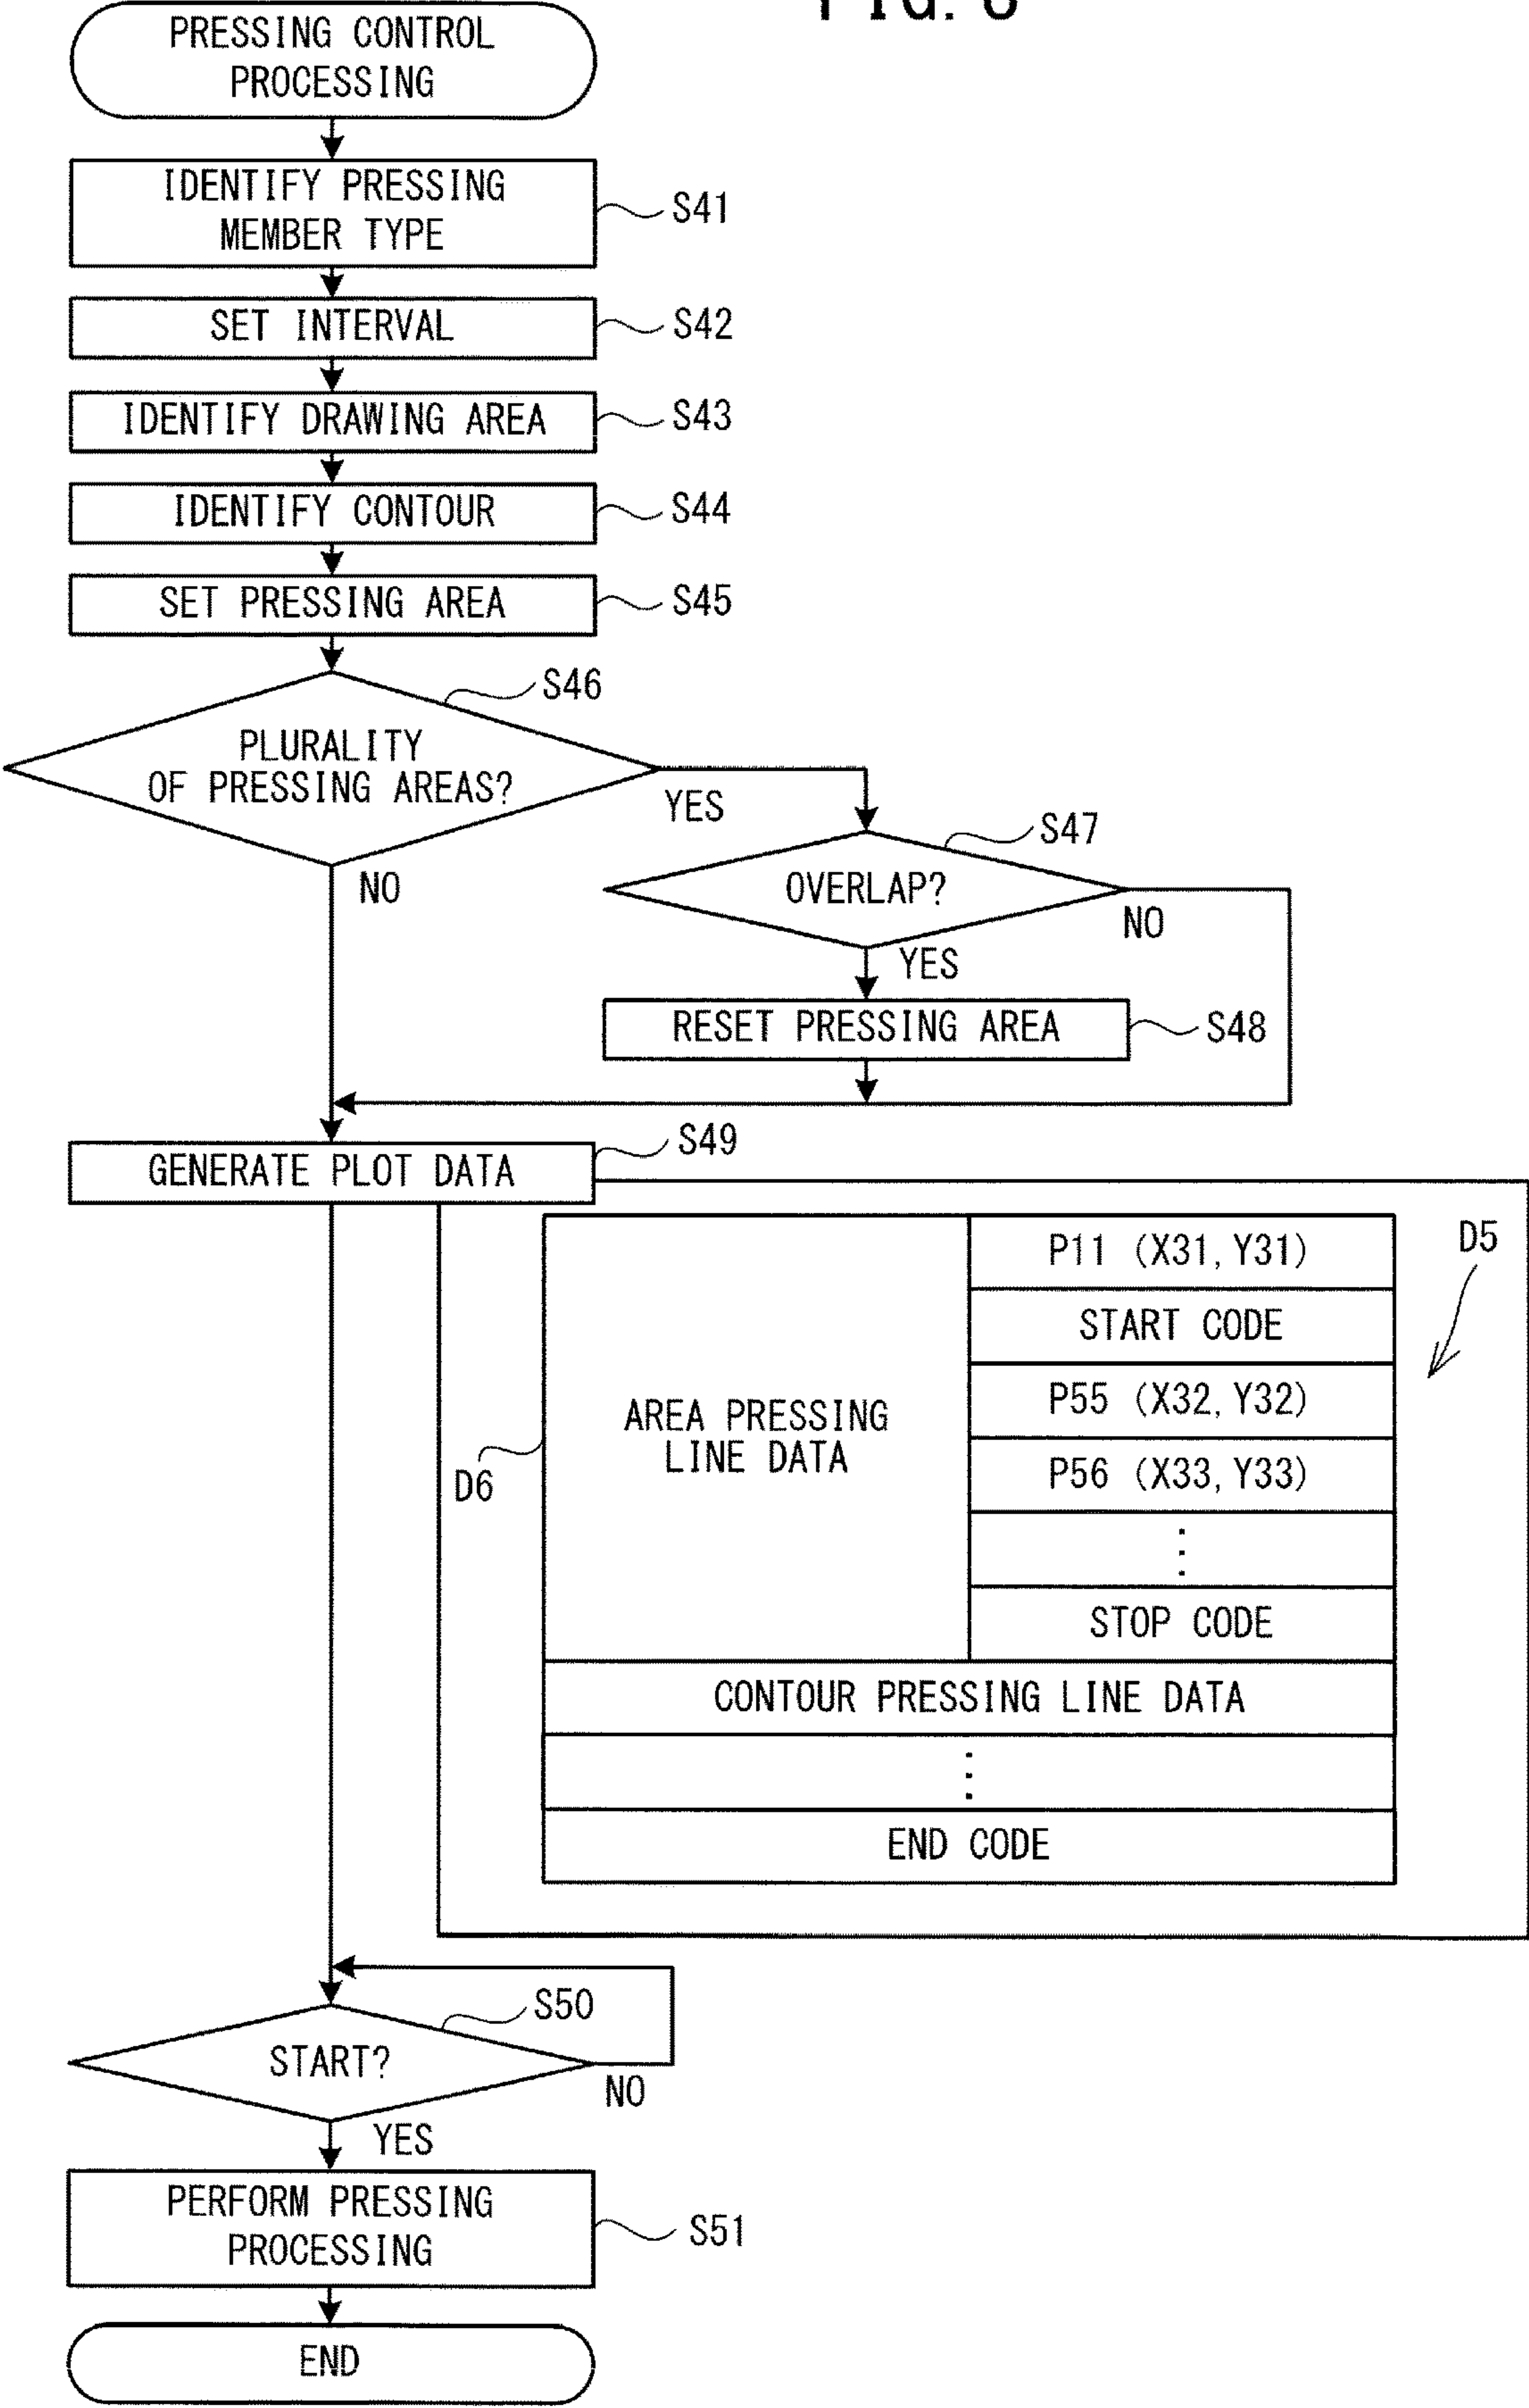 PRESSING CONTROL
PROCESSING
IDENTIFY PRESSING
MEMBER TYPE
S41
SET INTERVAL
S42
IDENTIFY DRAWING AREA
S43
IDENTIFY CONTOUR
S44
SET PRESSING AREA
S45
S46
PLURALITY
OF PRESSING AREAS?
YES
NO
S47
OVERLAP?
NO
YES
RESET PRESSING AREA
S48
S49
GENERATE PLOT DATA
D5
P11 (X31, Y31)
START CODE
P55 (X32, Y32)
P56 (X33, Y33)
⋮
STOP CODE
AREA PRESSING
LINE DATA
D6
CONTOUR PRESSING LINE DATA
⋮
END CODE
S50
START?
NO
YES
PERFORM PRESSING
PROCESSING
S51
END